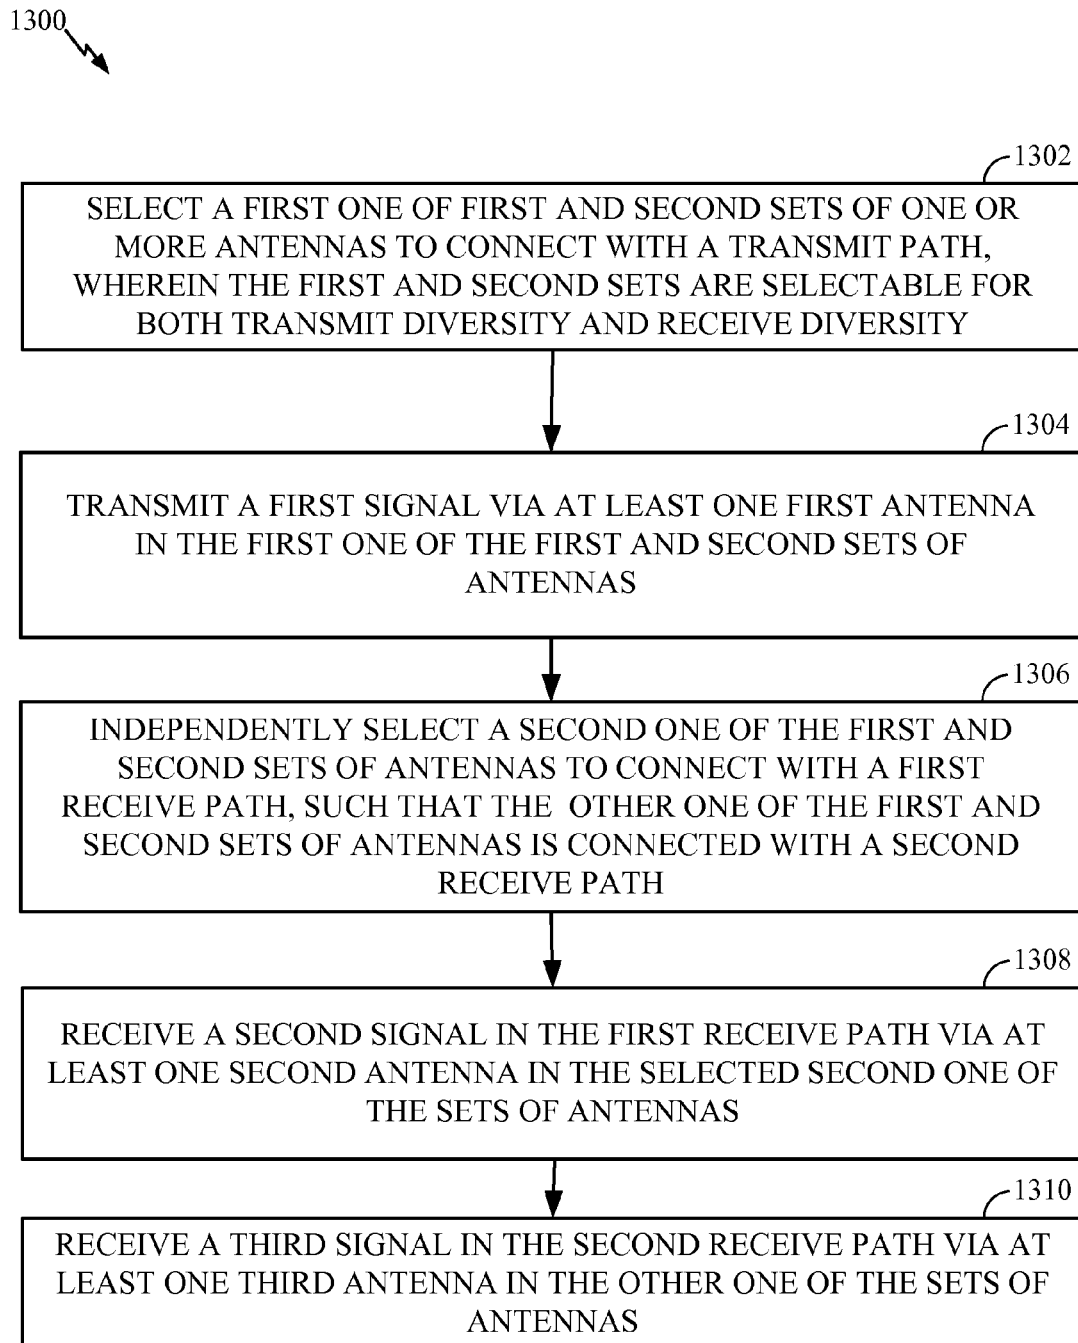 1300
1302
SELECT A FIRST ONE OF FIRST AND SECOND SETS OF ONE OR
MORE ANTENNAS TO CONNECT WITH A TRANSMIT PATH,
WHEREIN THE FIRST AND SECOND SETS ARE SELECTABLE FOR
BOTH TRANSMIT DIVERSITY AND RECEIVE DIVERSITY
1304
TRANSMIT A FIRST SIGNAL VIA AT LEAST ONE FIRST ANTENNA
IN THE FIRST ONE OF THE FIRST AND SECOND SETS OF
ANTENNAS
1306
INDEPENDENTLY SELECT A SECOND ONE OF THE FIRST AND
SECOND SETS OF ANTENNAS TO CONNECT WITH A FIRST
RECEIVE PATH, SUCH THAT THE OTHER ONE OF THE FIRST AND
SECOND SETS OF ANTENNAS IS CONNECTED WITH A SECOND
RECEIVE PATH
1308
RECEIVE A SECOND SIGNAL IN THE FIRST RECEIVE PATH VIA AT
LEAST ONE SECOND ANTENNA IN THE SELECTED SECOND ONE OF
THE SETS OF ANTENNAS
1310
RECEIVE A THIRD SIGNAL IN THE SECOND RECEIVE PATH VIA AT
LEAST ONE THIRD ANTENNA IN THE OTHER ONE OF THE SETS OF
ANTENNAS